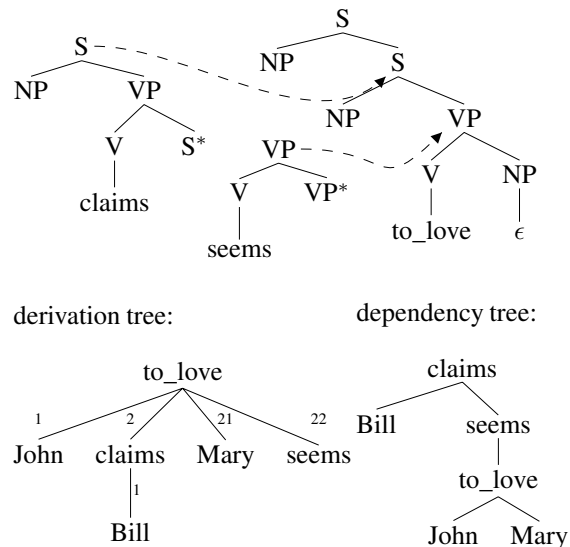 S
S NP S
NP VP NP VP
V S* VP V NP
claims V VP* to_love ϵ
seems
derivation tree: dependency tree:
to_love claims
1 2 21 22 Bill seems
John claims Mary seems to_love
1
Bill John Mary